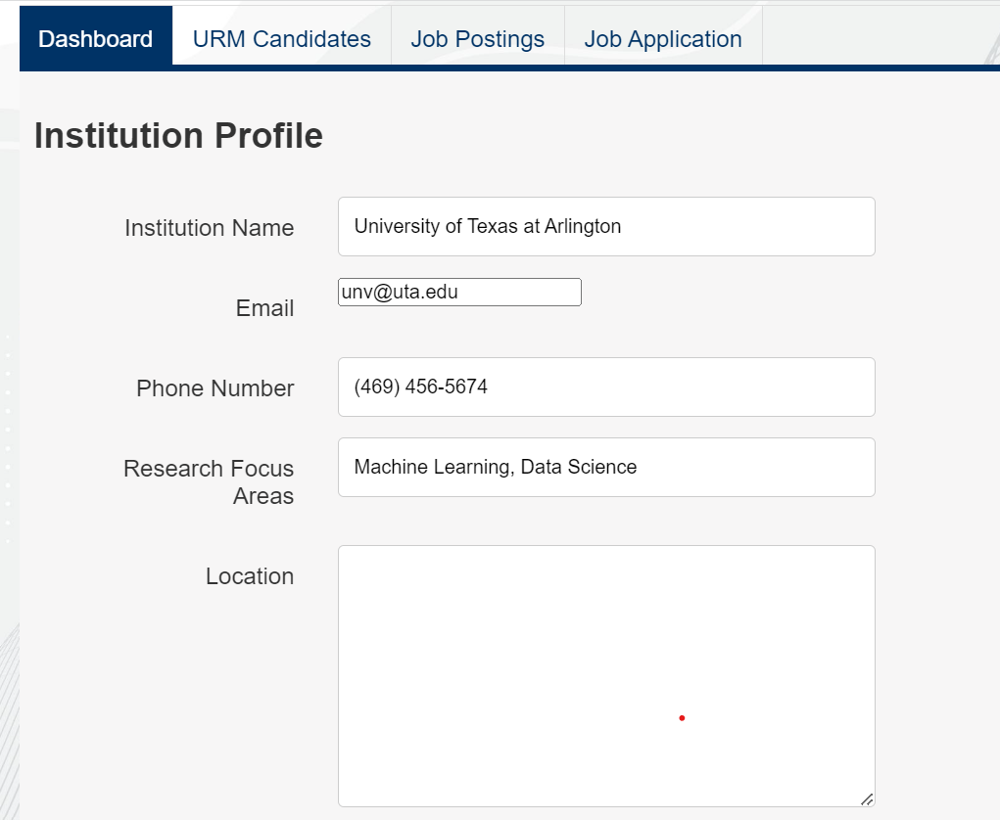 Dashboard URM Candidates Job Postings Job Application
Institution Profile
Institution Name University of Texas at Arlington
Email unv@uta.edu
Phone Number (469) 456-5674
Research Focus Machine Learning, Data Science
Areas
Location